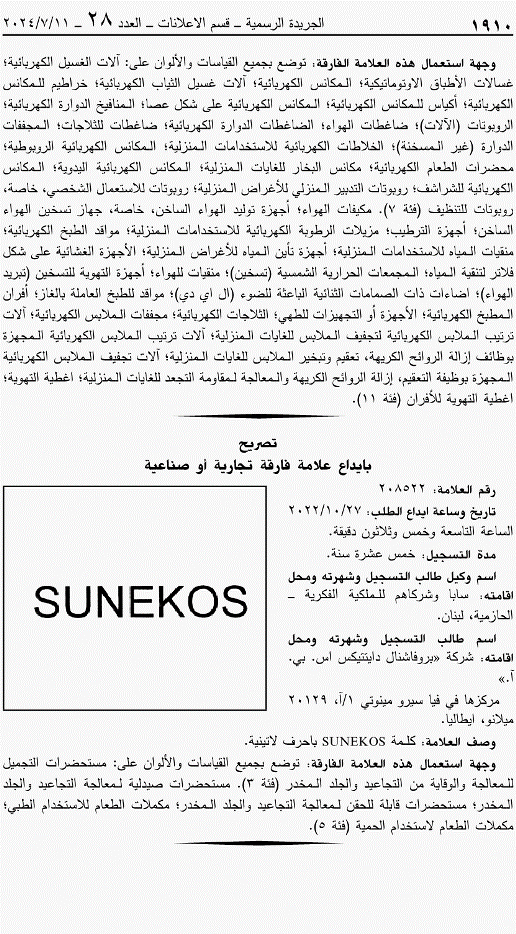 ١٩١٠
الجريدة الرسمية ـ قسم الاعلانات ـ العدد ٢٨ ـ ٢٠٢٤/٧/١١
وجهة استعمال هذه العلامة الفارقة: توضع بجميع القياسات والألوان على: آلات الغسيل الكهربائية؛
غسالات الأطباق الاوتوماتيكية؛ المكانس الكهربائية؛ آلات غسيل الثياب الكهربائية؛ خراطيم للمكانس
الكهربائية؛ أكياس للمكانس الكهربائية؛ المكانس الكهربائية على شكل عصا؛ المنافيخ الدوارة الكهربائية؛
الروبوتات (الآلات)؛ ضاغطات الهواء؛ الضاغطات الدوارة الكهربائية؛ ضاغطات للثلاجات؛ المجففات
الدوارة (غير المسخنة)؛ الخلاطات الكهربائية للاستخدامات المنزلية؛ المكانس الكهربائية الروبوطية؛
محضرات الطعام الكهربائية؛ مكانس البخار للغايات المنزلية؛ المكانس الكهربائية اليدوية؛ المكانس
الكهربائية للشراشف؛ روبوتات التدبير المنزلي للأغراض المنزلية؛ روبوتات للاستعمال الشخصي، خاصة،
روبوتات للتنظيف (فئة ٧). مكيفات الهواء؛ أجهزة توليد الهواء الساخن، خاصة، جهاز تسخين الهواء
الساخن؛ أجهزة الترطيب؛ مزيلات الرطوبة الكهربائية للاستخدامات المنزلية؛ مواقد الطبخ الكهربائية؛
منقيات المياه للاستخدامات المنزلية؛ أجهزة تأين المياه للأغراض المنزلية؛ الأجهزة الغشائية على شكل
فلاتر لتنقية المياه؛ المجمعات الحرارية الشمسية (تسخين)؛ منقيات للهواء؛ أجهزة التهوية للتسخين (تبريد
الهواء)؛ اضاءات ذات الصمامات الثنائية الباعثة للضوء (ال اي دي)؛ مواقد للطبخ العاملة بالغاز؛ أفران
المطبخ الكهربائية؛ الأجهزة أو التجهيزات للطهي؛ الثلاجات الكهربائية؛ مجففات الملابس الكهربائية؛ آلات
ترتيب الملابس الكهربائية لتجفيف الملابس للغايات المنزلية؛ آلات ترتيب الملابس الكهربائية المجهزة
بوظائف إزالة الروائح الكريهة، تعقيم وتبخير الملابس للغايات المنزلية؛ آلات تجفيف الملابس الكهربائية
المجهزة بوظيفة التعقيم، إزالة الروائح الكريهة والمعالجة لمقاومة التجعد للغايات المنزلية؛ اغطية التهوية؛
اغطية التهوية للأفران (فئة ١١).
تصريح
بايداع علامة فارقة تجارية أو صناعية
رقم العلامة: ٢٠٨٥٢٢
تاريخ وساعة ايداع الطلب: ٢٠٢٢/١٠/٢٧
الساعة التاسعة وخمس وثلاثون دقيقة.
مدة التسجيل: خمس عشرة سنة.
اسم وكيل طالب التسجيل وشهرته ومحل
اقامته: سابا وشركاهم للملكية الفكرية ـ
الحازمية، لبنان.
اسم طالب التسجيل وشهرته ومحل
اقامته: شركة «بروفاشنال داينتيكس اس. بي.
آ.»
مركزها في فيا سيرو مينوتي ١/آ، ٢٠١٢٩
ميلانو، ايطاليا.
SUNEKOS
وصف العلامة: كلمة SUNEKOS باحرف لاتينية.
وجهة استعمال هذه العلامة الفارقة: توضع بجميع القياسات والألوان على: مستحضرات التجميل
للمعالجة والوقاية من التجاعيد والجلد المخدر (فئة ٣). مستحضرات صيدلية لمعالجة التجاعيد والجلد
المخدر؛ مستحضرات قابلة للحقن لمعالجة التجاعيد والجلد المخدر؛ مكملات الطعام للاستخدام الطبي؛
مكملات الطعام لاستخدام الحمية (فئة ٥).